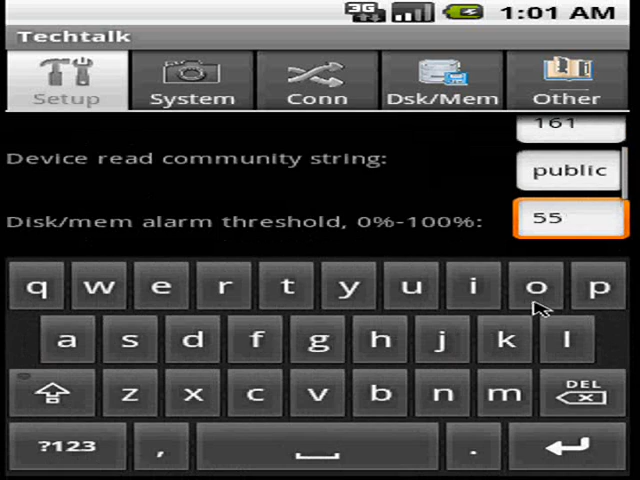 3G 1:01 AM
Techtalk
Setup System Conn Dsk/Mem Other
161
Device read community string: public
Disk/mem alarm threshold, 0%-100%: 55
q w e r t y u i o p
a s d f g h j k l
z x c v b n m DEL
?123 , .